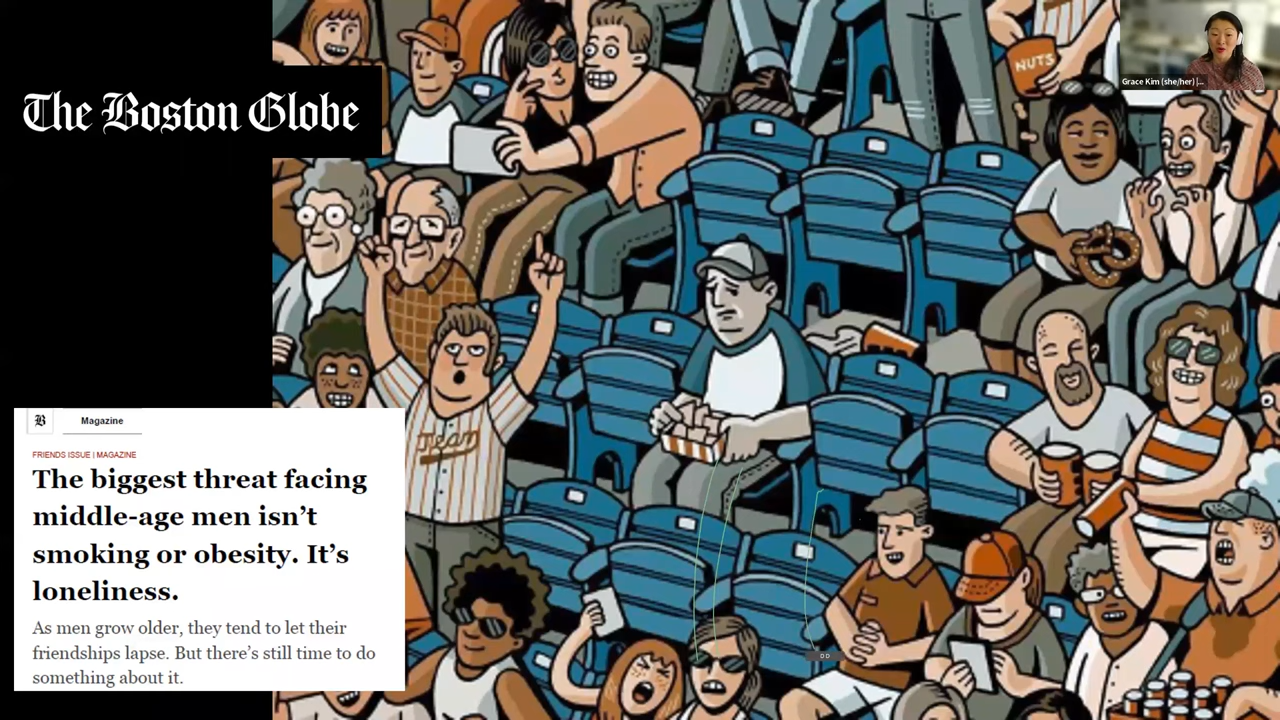 The Boston Globe
NUTS
Grace Kim (she/her) |...
B
Magazine
FRIENDS ISSUE | MAGAZINE
The biggest threat facing
middle-age men isn't
smoking or obesity. It's
loneliness.
As men grow older, they tend to let their
friendships lapse. But there's still time to do
something about it.
TEAM
DD